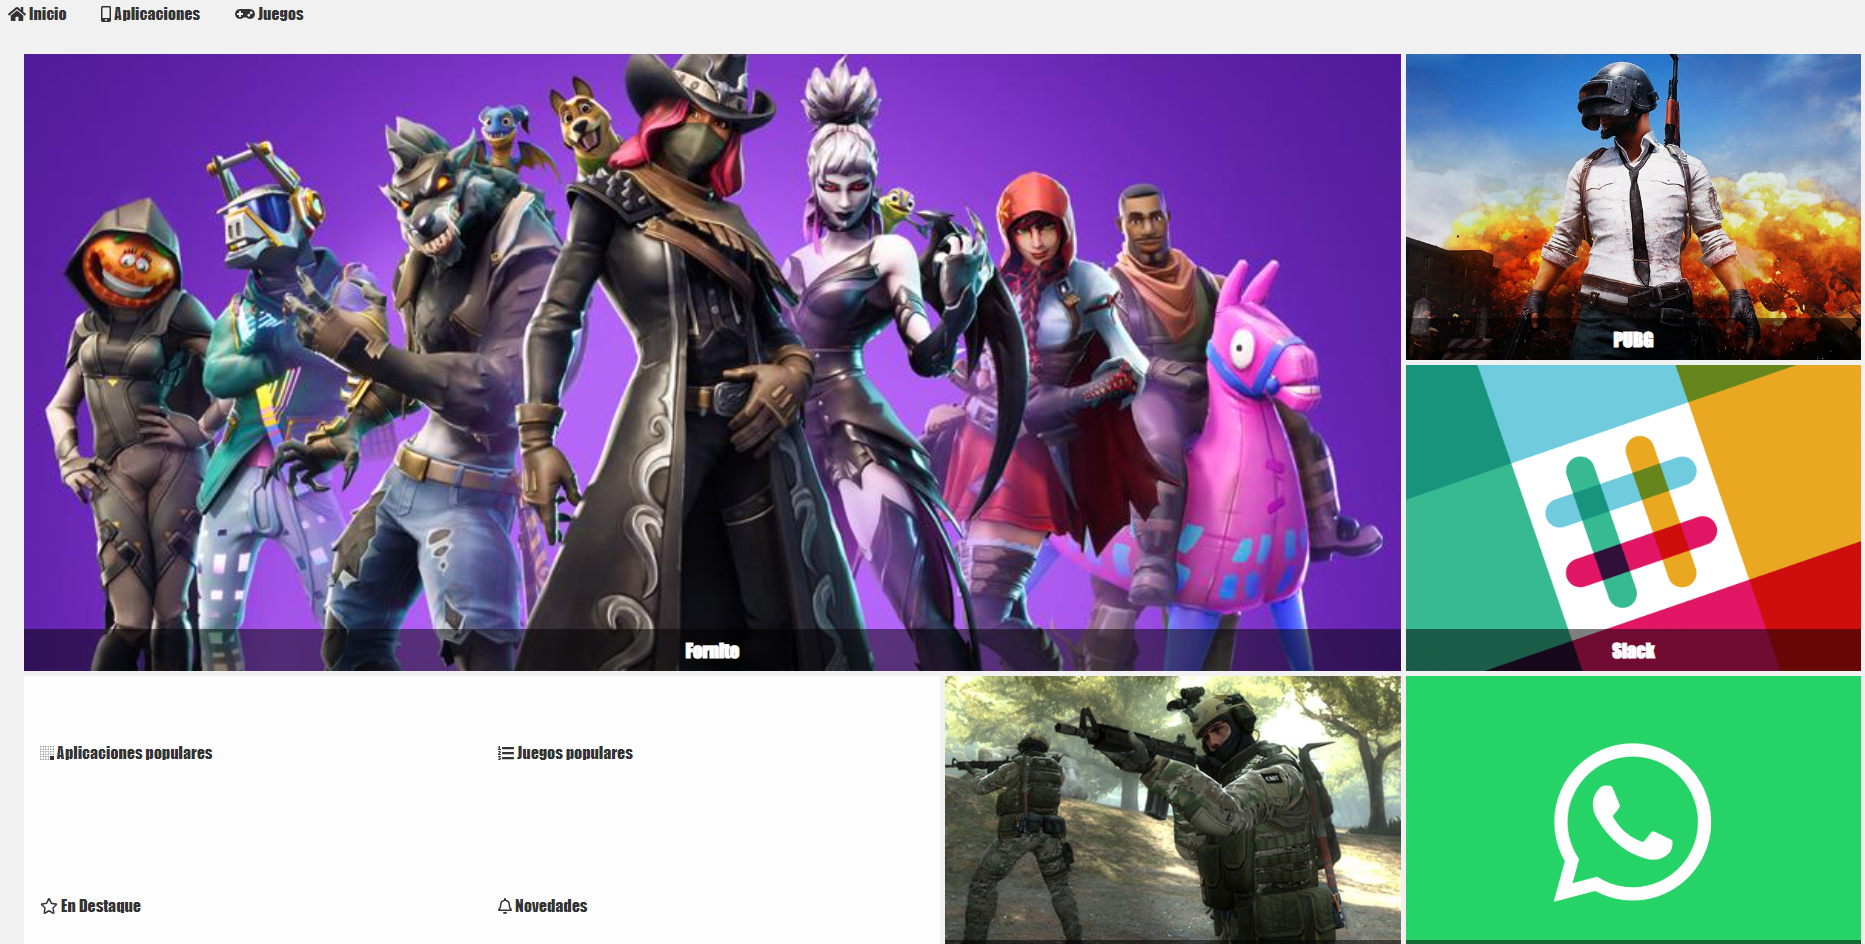 Inicio
Aplicaciones
Juegos
Fornite
PUBG
Slack
Aplicaciones populares
Juegos populares
En Destaque
Novedades